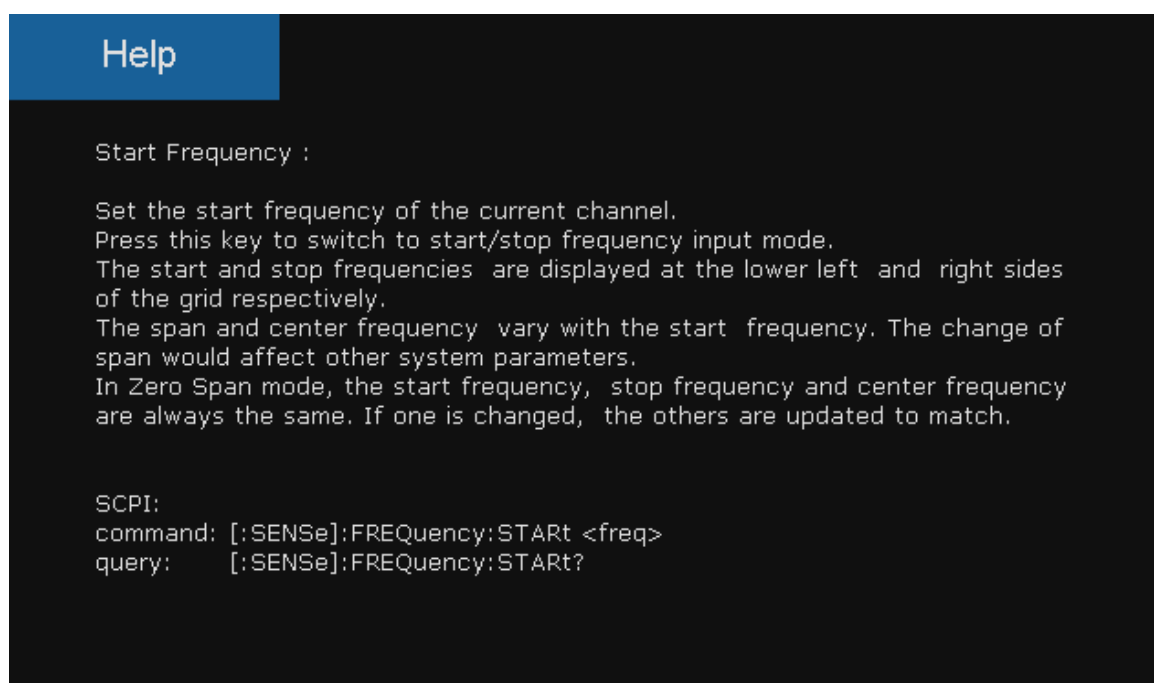 Help
Start Frequency :
Set the start frequency of the current channel.
Press this key to switch to start/stop frequency input mode.
The start and stop frequencies are displayed at the lower left and right sides
of the grid respectively.
The span and center frequency vary with the start frequency. The change of
span would affect other system parameters.
In Zero Span mode, the start frequency, stop frequency and center frequency
are always the same. If one is changed, the others are updated to match.
SCPI:
command: [:SENSe]:FREQuency:STARt <freq>
query: [:SENSe]:FREQuency:STARt?